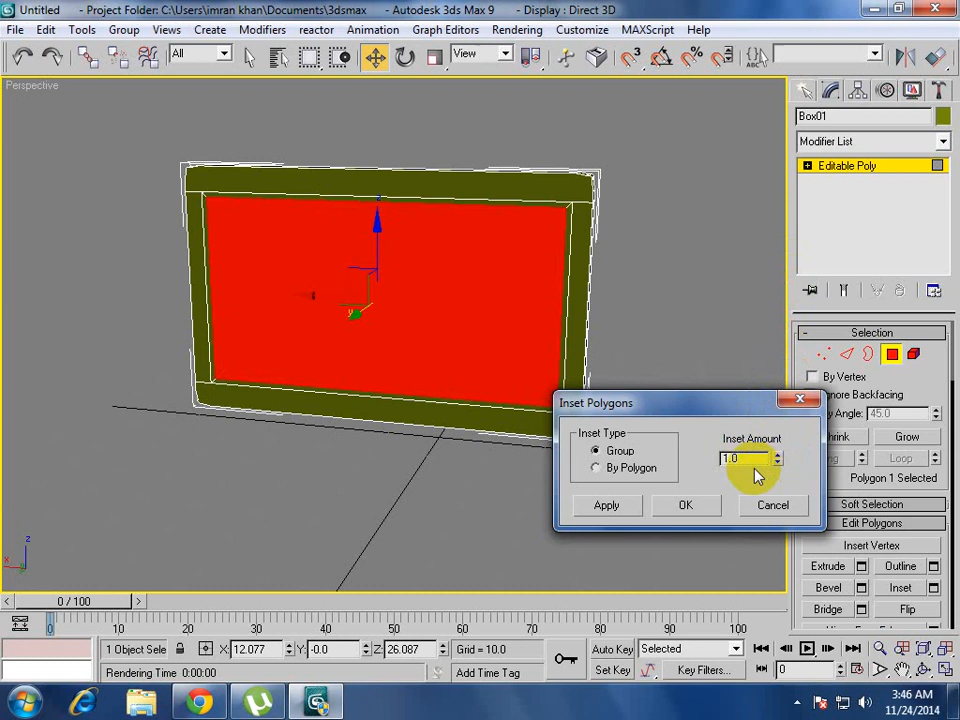 Untitled - Project Folder: C:\Users\imran khan\Documents\3dsmax - Autodesk 3ds Max 9 - Display : Direct 3D
File Edit Tools Group Views Create Modifiers reactor Animation Graph Editors Rendering Customize MAXScript Help
All View
Perspective
Box01
Modifier List
Editable Poly
Selection
By Vertex
gnore Backfacing
y Angle: 45.0
hrink Grow
Loop
Polygon 1 Selected
Soft Selection
Edit Polygons
Insert Vertex
Extrude Outline
Bevel Inset
Bridge Flip
Inset Polygons
Inset Type
Group
By Polygon
Inset Amount
1.0
Apply OK Cancel
z
y
x
z
0 / 100
0 10 20 30 40 50 60 70 80 90 100
1 Object Sele X: 12.077 Y: -0.0 Z: 26.087 Grid = 10.0 Auto Key Selected
Rendering Time 0:00:00 Add Time Tag Set Key Key Filters... 0
3:46 AM
11/24/2014